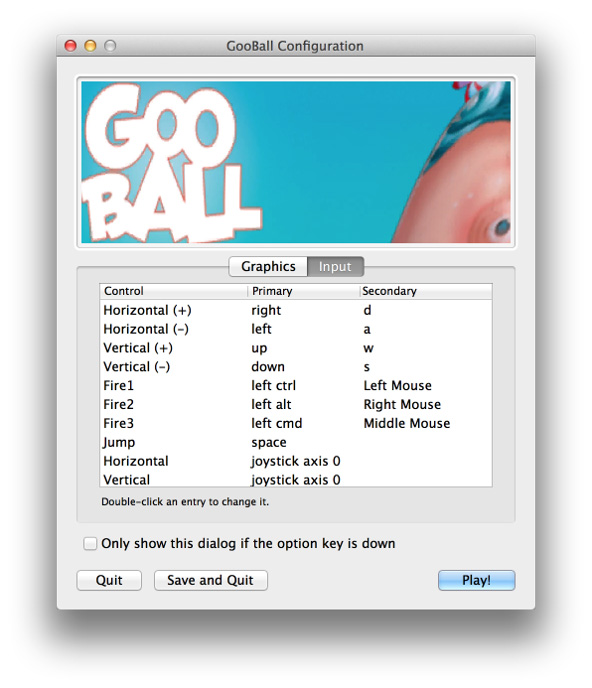 GooBall Configuration
GOO
BALL
Graphics Input
Control Primary Secondary
Horizontal (+) right d
Horizontal (-) left a
Vertical (+) up w
Vertical (-) down s
Fire1 left ctrl Left Mouse
Fire2 left alt Right Mouse
Fire3 left cmd Middle Mouse
Jump space
Horizontal joystick axis 0
Vertical joystick axis 0
Double-click an entry to change it.
Only show this dialog if the option key is down
Quit Save and Quit Play!